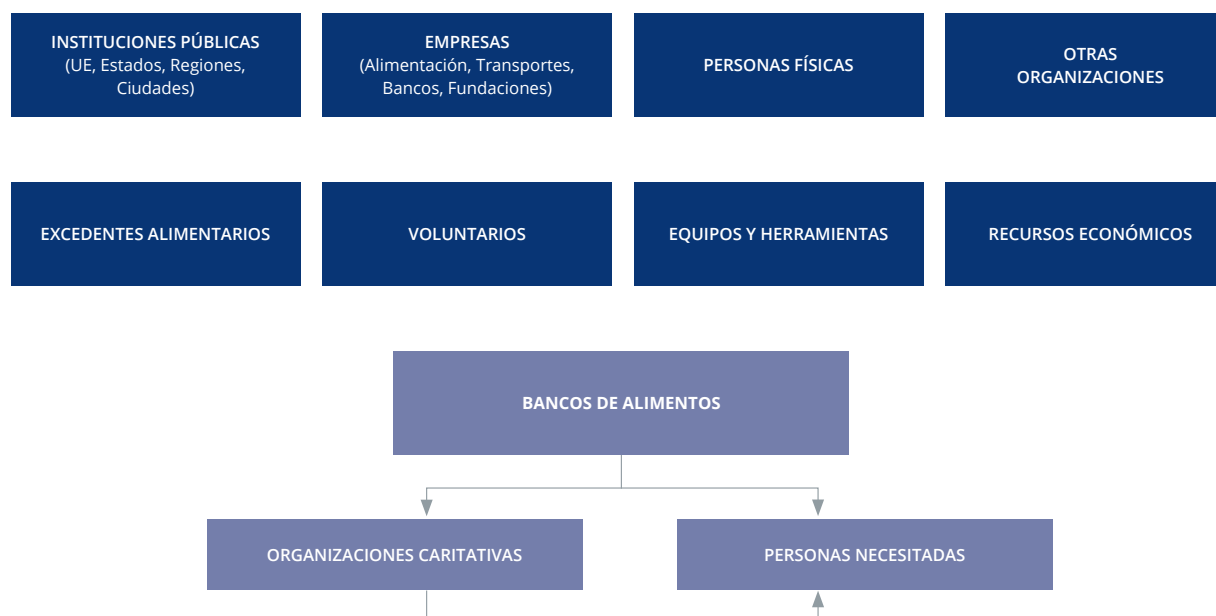 INSTITUCIONES PÚBLICAS
(UE, Estados, Regiones,
Ciudades)
EMPRESAS
(Alimentación, Transportes,
Bancos, Fundaciones)
PERSONAS FÍSICAS
OTRAS
ORGANIZACIONES
EXCEDENTES ALIMENTARIOS
VOLUNTARIOS
EQUIPOS Y HERRAMIENTAS
RECURSOS ECONÓMICOS
BANCOS DE ALIMENTOS
ORGANIZACIONES CARITATIVAS
PERSONAS NECESITADAS